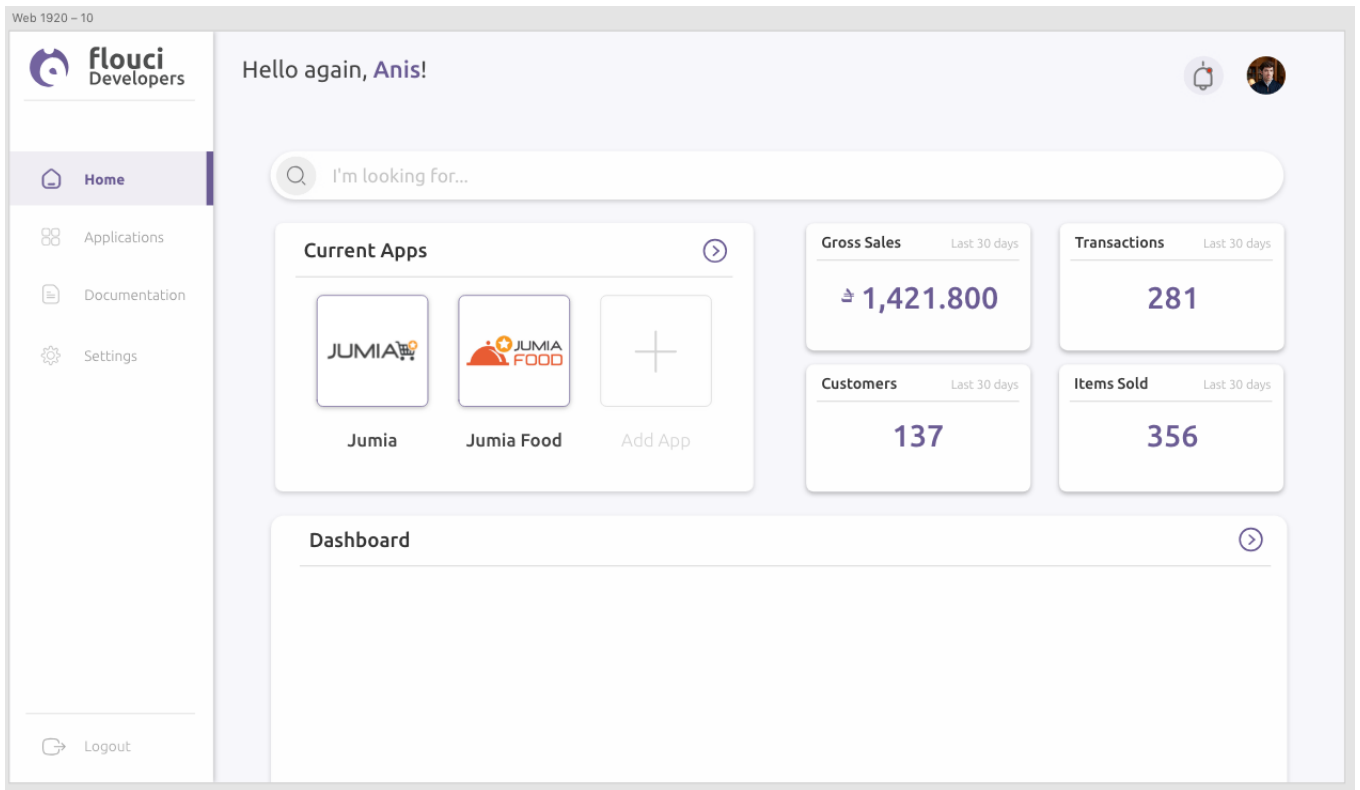 Web 1920 – 10
flouci
Developers
Hello again, Anis!
Home
Applications
Documentation
Settings
Logout
I'm looking for...
Current Apps
JUMIA
JUMIA
FOOD
Jumia
Jumia Food
Add App
Gross Sales Last 30 days
1,421.800
Transactions Last 30 days
281
Customers Last 30 days
137
Items Sold Last 30 days
356
Dashboard